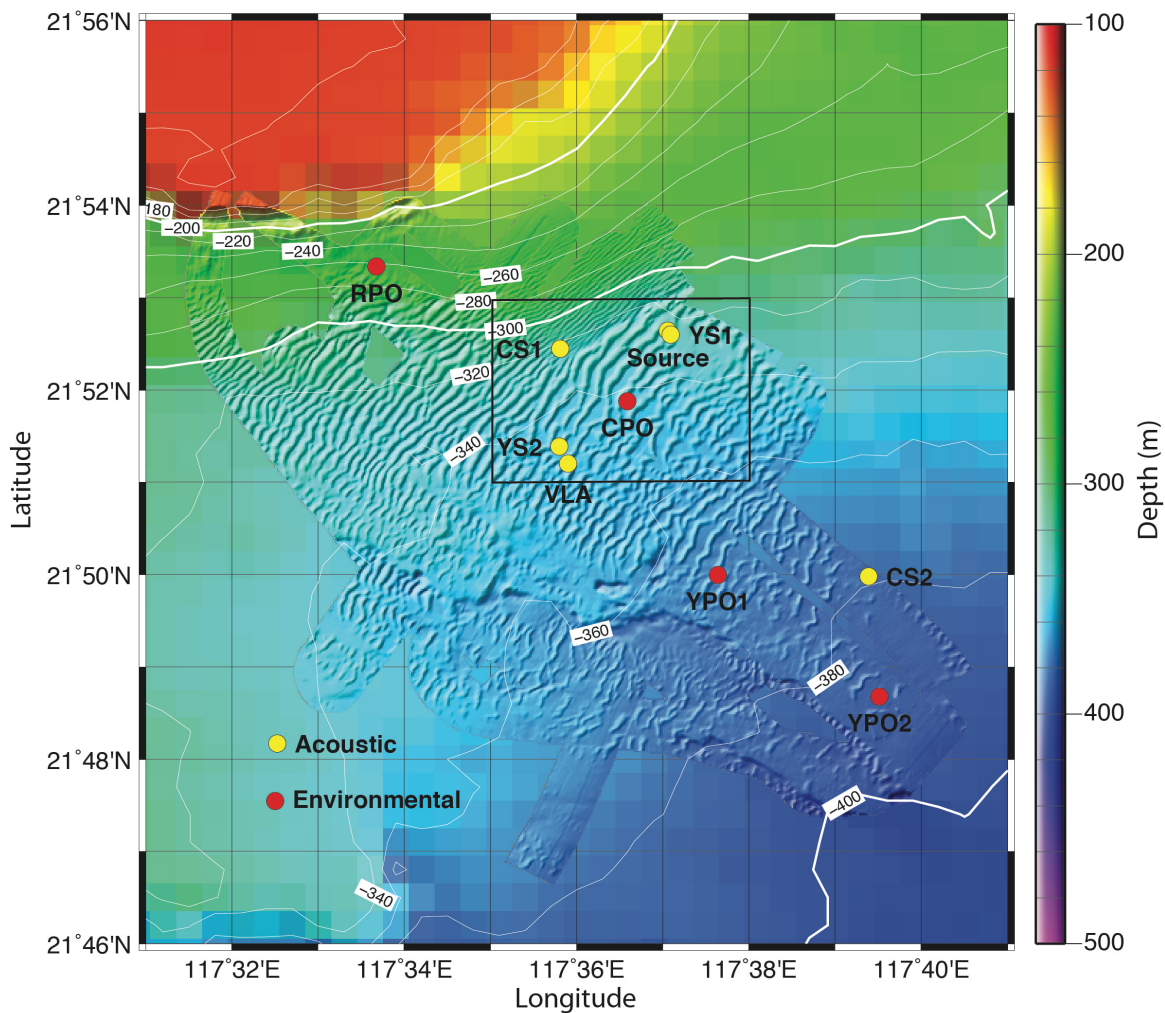 21°56'N
21°54'N
21°52'N
21°50'N
21°48'N
21°46'N
Latitude
117°32'E
117°34'E
117°36'E
117°38'E
117°40'E
Longitude
180
−200
−220
−240
−260
−280
−300
−320
−340
−360
−380
−400
−340
RPO
CS1
YS1
Source
CPO
YS2
VLA
YPO1
CS2
YPO2
Acoustic
Environmental
−100
−200
−300
−400
−500
Depth (m)